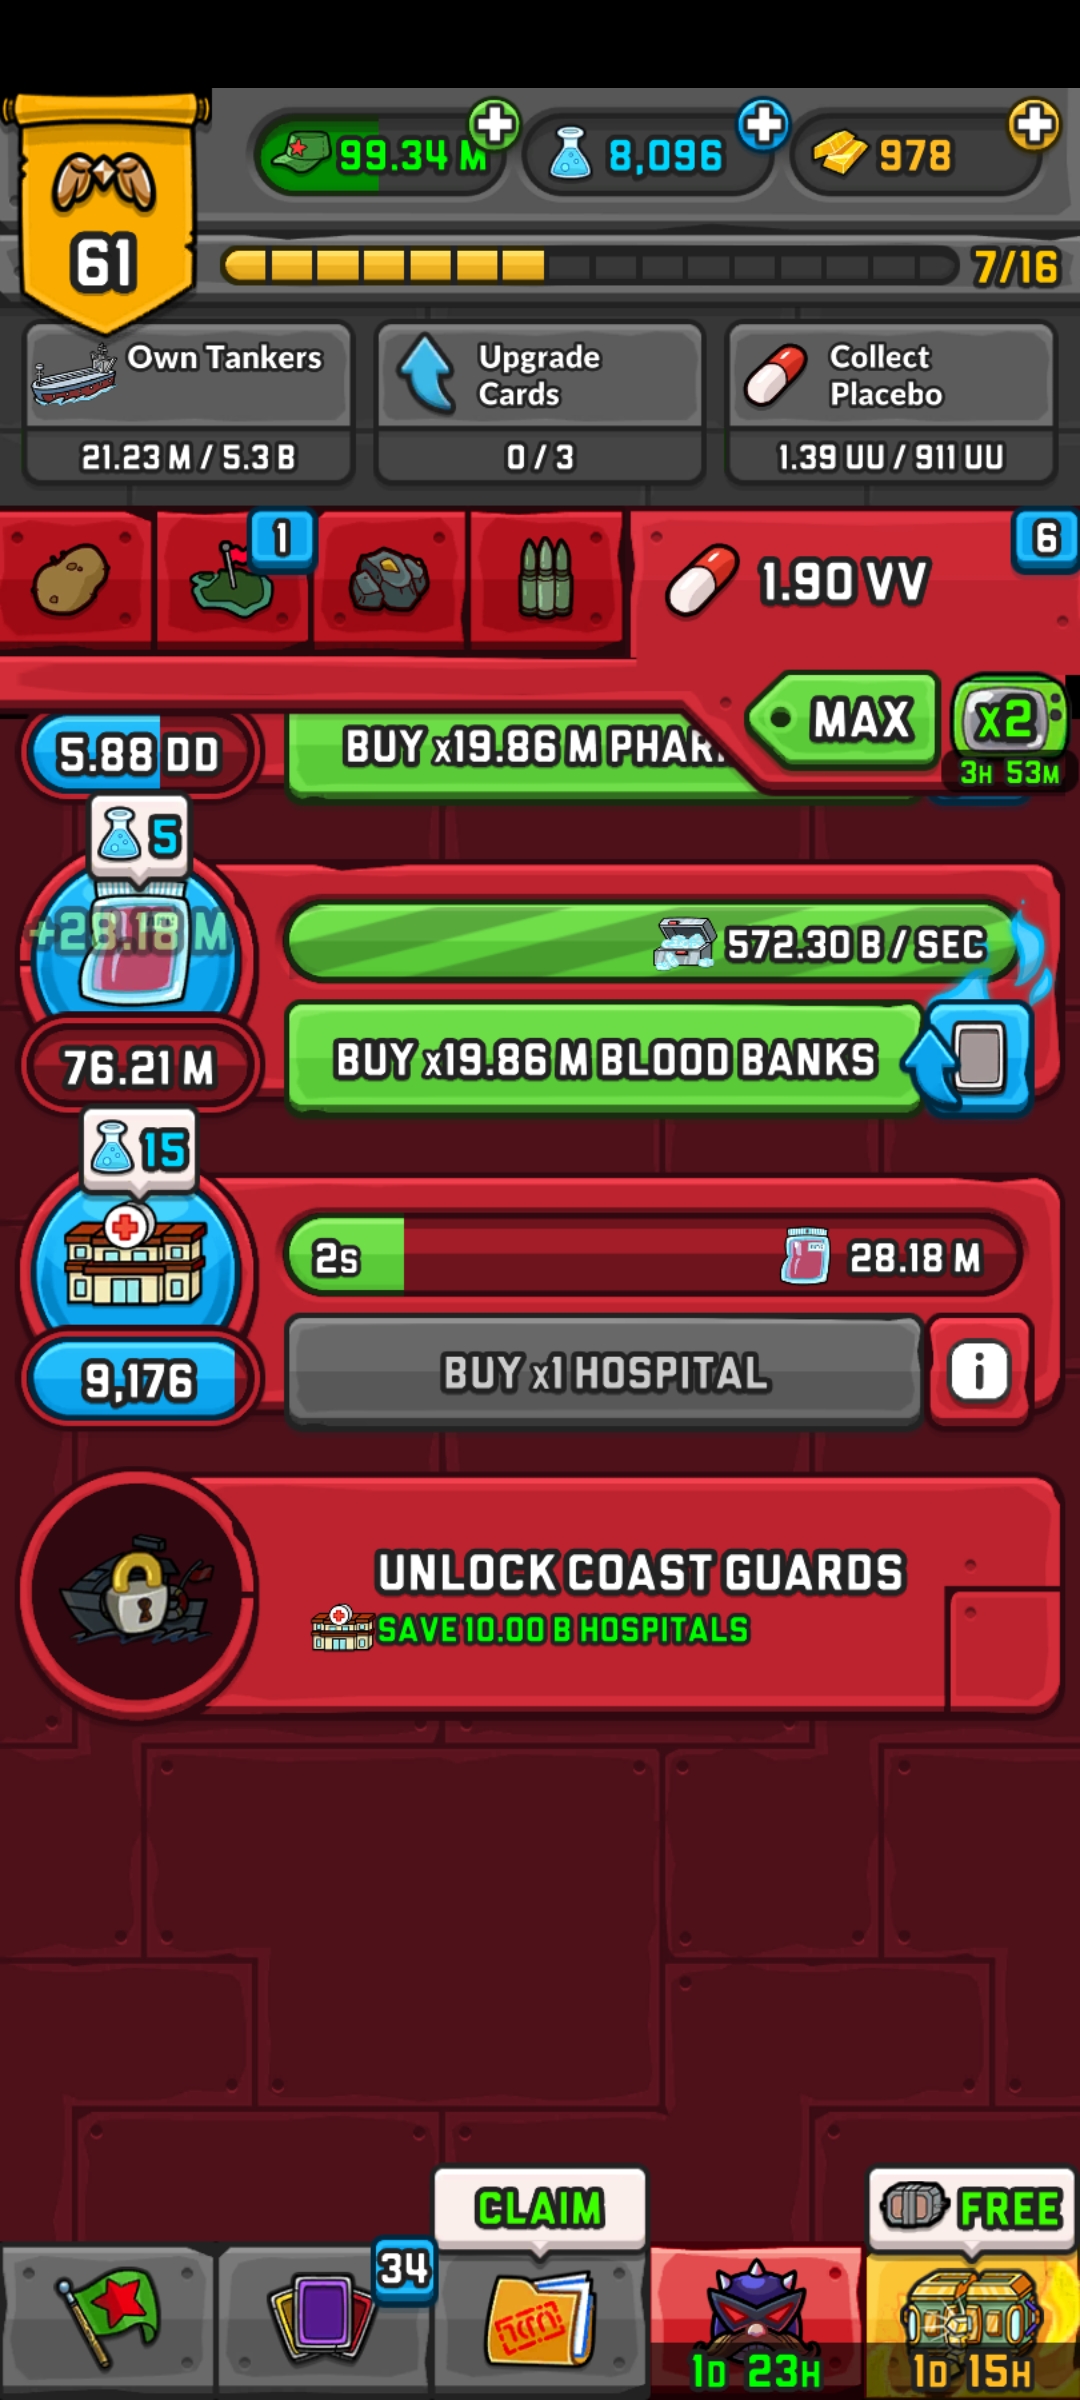 99.34 M
8,096
978
61
7/16
Own Tankers
21.23 M / 5.3 B
Upgrade
Cards
0 / 3
Collect
Placebo
1.39 UU / 911 UU
1
1.90 VV
6
MAX
x2
3H 53M
5.88 DD
BUY x19.86 M PHAR
5
+28.18 M
572.30 B / SEC
76.21 M
BUY x19.86 M BLOOD BANKS
15
2s
28.18 M
9,176
BUY x1 HOSPITAL
i
UNLOCK COAST GUARDS
SAVE 10.00 B HOSPITALS
CLAIM
FREE
34
1D 23H
1D 15H